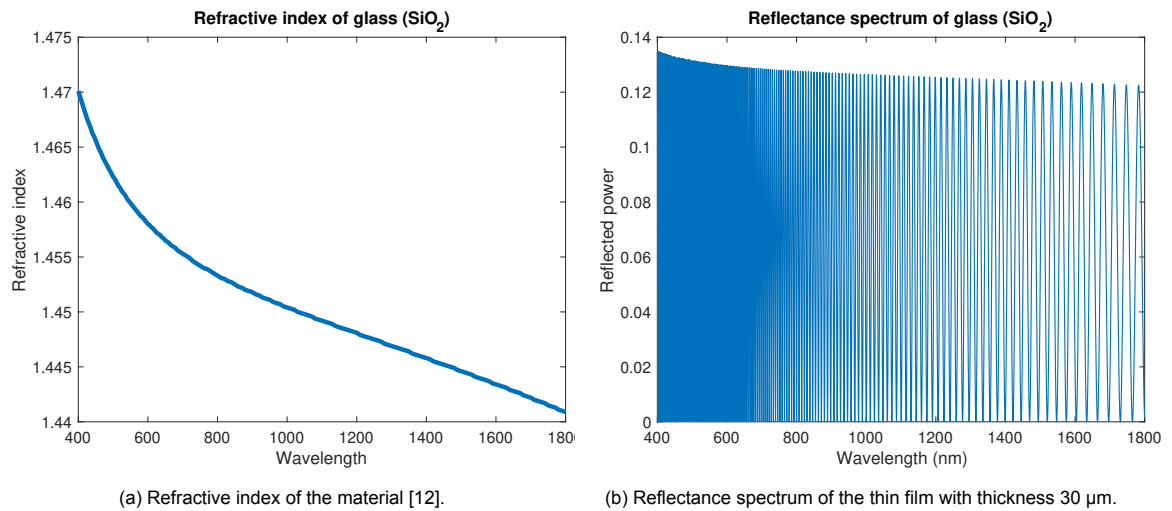 Refractive index of glass (SiO2)
1.475
1.47
1.465
1.46
1.455
1.45
1.445
1.44
Refractive index
400 600 800 1000 1200 1400 1600 1800
Wavelength
(a) Refractive index of the material [12].
Reflectance spectrum of glass (SiO2)
0.14
0.12
0.1
0.08
0.06
0.04
0.02
0
Reflected power
400 600 800 1000 1200 1400 1600 1800
Wavelength (nm)
(b) Reflectance spectrum of the thin film with thickness 30 µm.